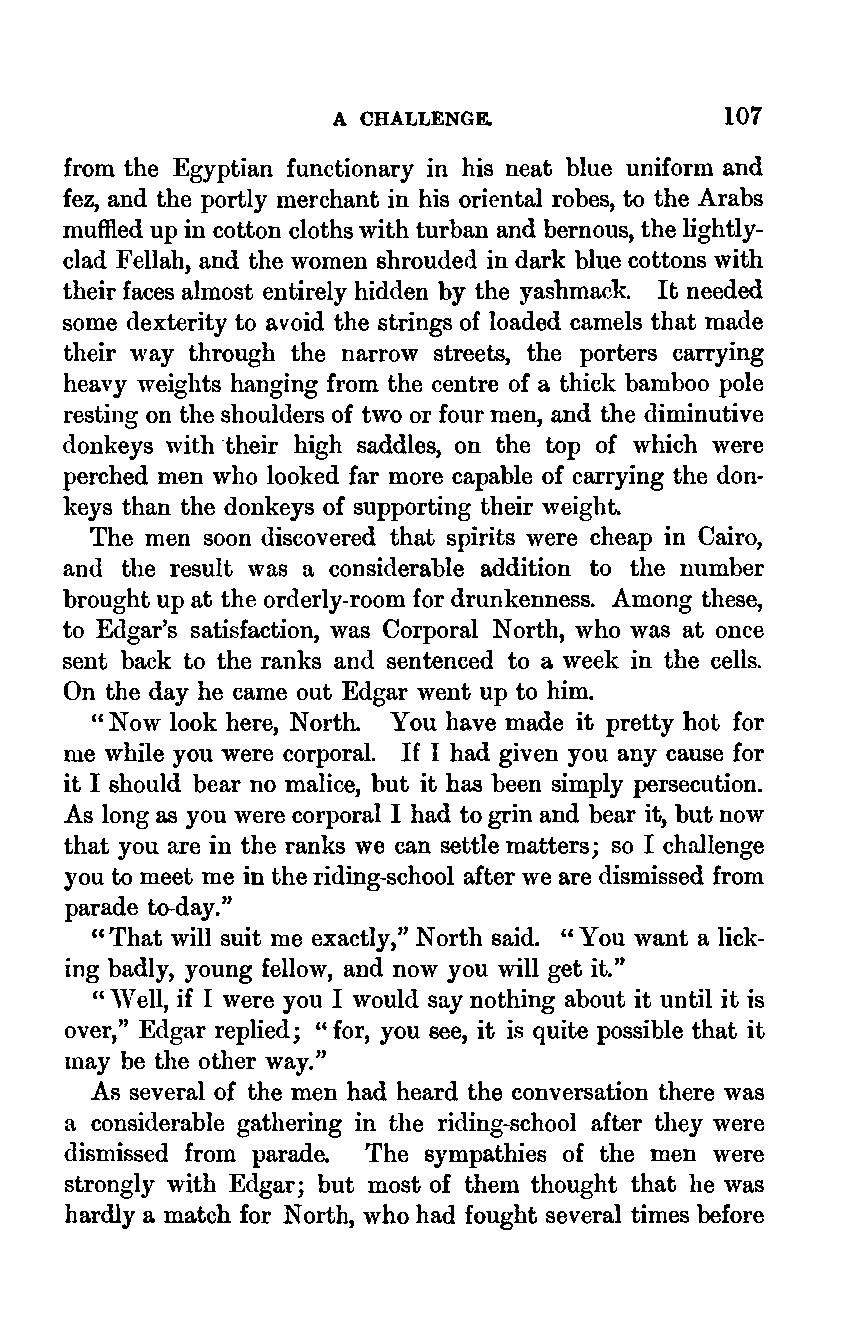 A CHALLENGE. 107
from the Egyptian functionary in his neat blue uniform and
fez, and the portly merchant in his oriental robes, to the Arabs
muffled up in cotton cloths with turban and bernous, the lightly-
clad Fellah, and the women shrouded in dark blue cottons with
their faces almost entirely hidden by the yashmack. It needed
some dexterity to avoid the strings of loaded camels that made
their way through the narrow streets, the porters carrying
heavy weights hanging from the centre of a thick bamboo pole
resting on the shoulders of two or four men, and the diminutive
donkeys with their high saddles, on the top of which were
perched men who looked far more capable of carrying the don-
keys than the donkeys of supporting their weight.
The men soon discovered that spirits were cheap in Cairo,
and the result was a considerable addition to the number
brought up at the orderly-room for drunkenness. Among these,
to Edgar's satisfaction, was Corporal North, who was at once
sent back to the ranks and sentenced to a week in the cells.
On the day he came out Edgar went up to him.
"Now look here, North. You have made it pretty hot for
me while you were corporal. If I had given you any cause for
it I should bear no malice, but it has been simply persecution.
As long as you were corporal I had to grin and bear it, but now
that you are in the ranks we can settle matters; so I challenge
you to meet me in the riding-school after we are dismissed from
parade to-day."
"That will suit me exactly," North said. "You want a lick-
ing badly, young fellow, and now you will get it."
"Well, if I were you I would say nothing about it until it is
over," Edgar replied; "for, you see, it is quite possible that it
may be the other way."
As several of the men had heard the conversation there was
a considerable gathering in the riding-school after they were
dismissed from parade. The sympathies of the men were
strongly with Edgar; but most of them thought that he was
hardly a match for North, who had fought several times before